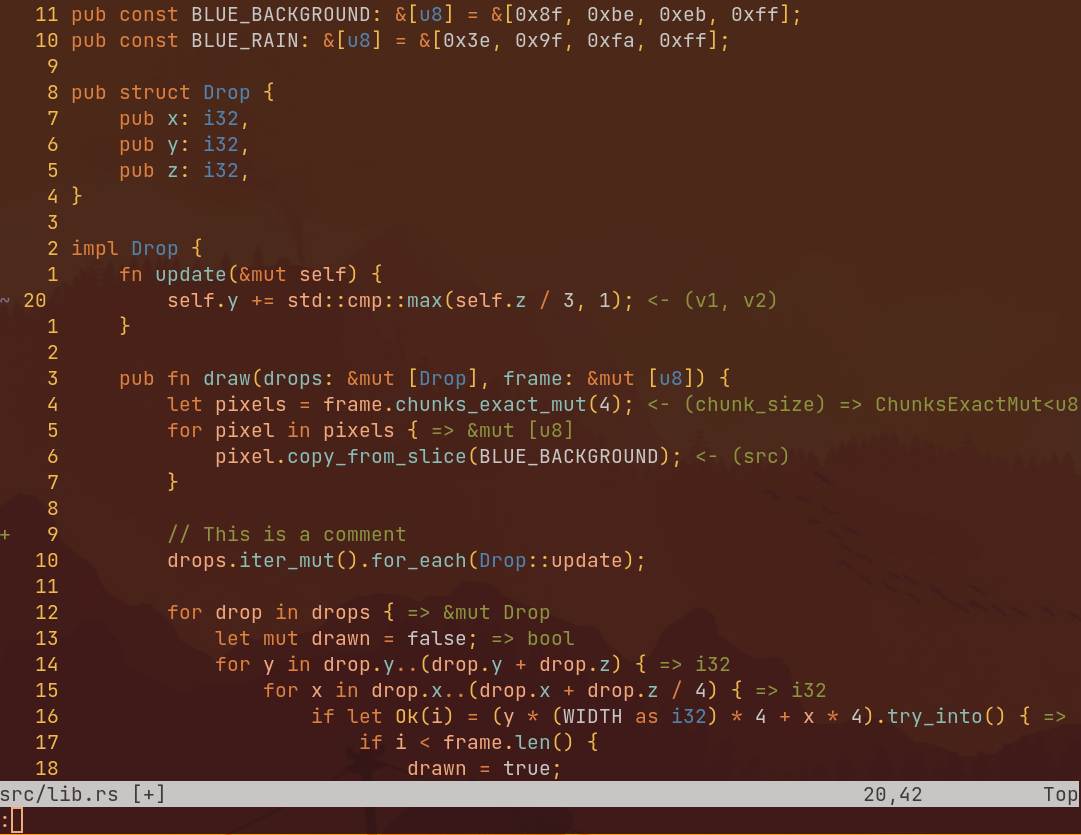 11 pub const BLUE_BACKGROUND: &[u8] = &[0x8f, 0xbe, 0xeb, 0xff];
10 pub const BLUE_RAIN: &[u8] = &[0x3e, 0x9f, 0xfa, 0xff];
9
8 pub struct Drop {
7     pub x: i32,
6     pub y: i32,
5     pub z: i32,
4 }
3
2 impl Drop {
1     fn update(&mut self) {
~ 20         self.y += std::cmp::max(self.z / 3, 1); <- (v1, v2)
1     }
2
3     pub fn draw(drops: &mut [Drop], frame: &mut [u8]) {
4         let pixels = frame.chunks_exact_mut(4); <- (chunk_size) => ChunksExactMut<u8
5         for pixel in pixels { => &mut [u8]
6             pixel.copy_from_slice(BLUE_BACKGROUND); <- (src)
7         }
8
+ 9         // This is a comment
10         drops.iter_mut().for_each(Drop::update);
11
12         for drop in drops { => &mut Drop
13             let mut drawn = false; => bool
14             for y in drop.y..(drop.y + drop.z) { => i32
15                 for x in drop.x..(drop.x + drop.z / 4) { => i32
16                     if let Ok(i) = (y * (WIDTH as i32) * 4 + x * 4).try_into() { =>
17                         if i < frame.len() {
18                             drawn = true;
src/lib.rs [+] 20,42 Top
: